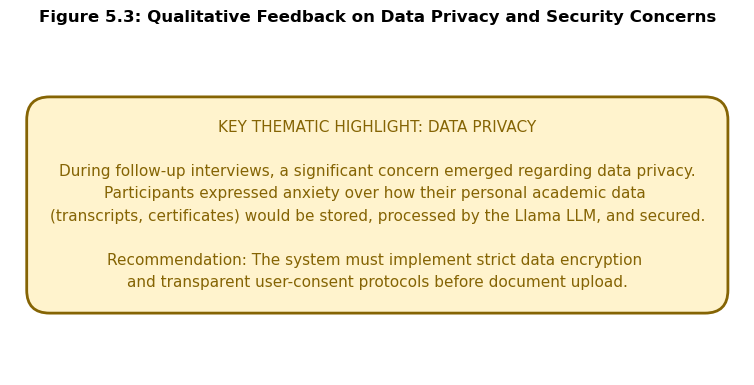 Figure 5.3: Qualitative Feedback on Data Privacy and Security Concerns
KEY THEMATIC HIGHLIGHT: DATA PRIVACY
During follow-up interviews, a significant concern emerged regarding data privacy.
Participants expressed anxiety over how their personal academic data
(transcripts, certificates) would be stored, processed by the Llama LLM, and secured.
Recommendation: The system must implement strict data encryption
and transparent user-consent protocols before document upload.